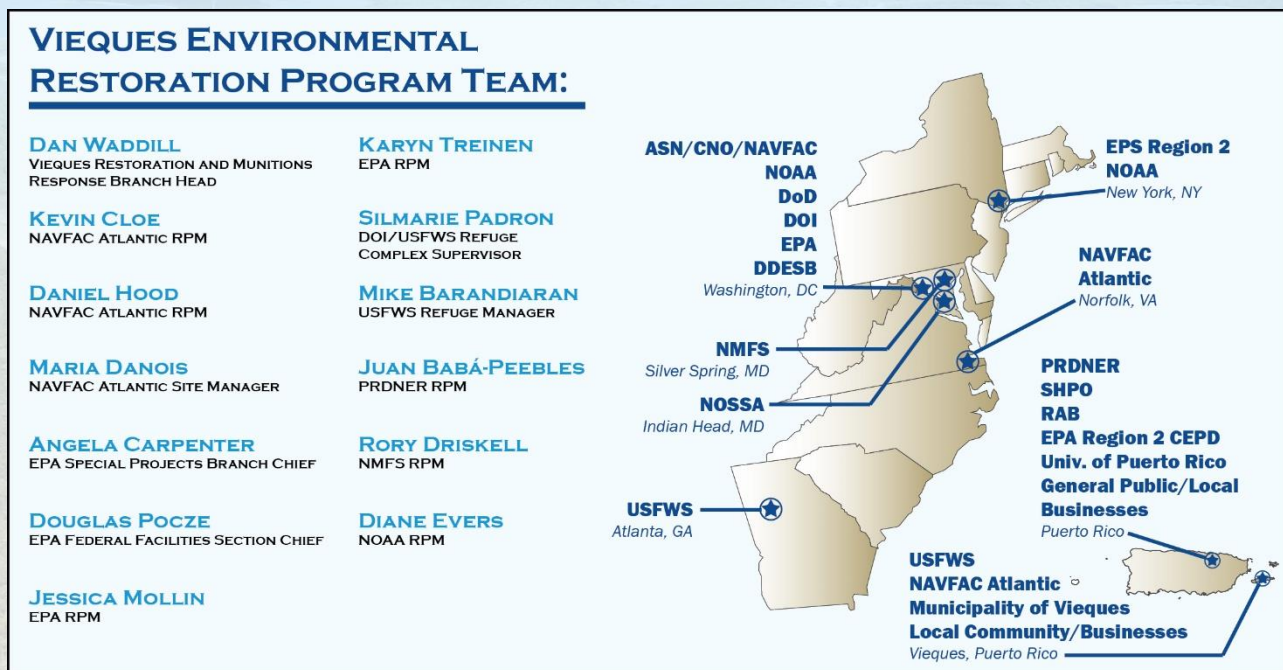 VIEQUES ENVIRONMENTAL
RESTORATION PROGRAM TEAM:
DAN WADDILL
VIEQUES RESTORATION AND MUNITIONS
RESPONSE BRANCH HEAD
KEVIN CLOE
NAVFAC ATLANTIC RPM
DANIEL HOOD
NAVFAC ATLANTIC RPM
MARIA DANOIS
NAVFAC ATLANTIC SITE MANAGER
ANGELA CARPENTER
EPA SPECIAL PROJECTS BRANCH CHIEF
DOUGLAS POCZE
EPA FEDERAL FACILITIES SECTION CHIEF
JESSICA MOLLIN
EPA RPM
KARYN TREINEN
EPA RPM
SILMARIE PADRON
DOI/USFWS REFUGE
COMPLEX SUPERVISOR
MIKE BARANDIARAN
USFWS REFUGE MANAGER
JUAN BABÁ-PEEBLES
PRDNER RPM
RORY DRISKELL
NMFS RPM
DIANE EVERS
NOAA RPM
ASN/CNO/NAVFAC
NOAA
DoD
DOI
EPA
DDESB
Washington, DC
NMFS
Silver Spring, MD
NOSSA
Indian Head, MD
USFWS
Atlanta, GA
EPS Region 2
NOAA
New York, NY
NAVFAC
Atlantic
Norfolk, VA
PRDNER
SHPO
RAB
EPA Region 2 CEPD
Univ. of Puerto Rico
General Public/Local
Businesses
Puerto Rico
USFWS
NAVFAC Atlantic
Municipality of Vieques
Local Community/Businesses
Vieques, Puerto Rico